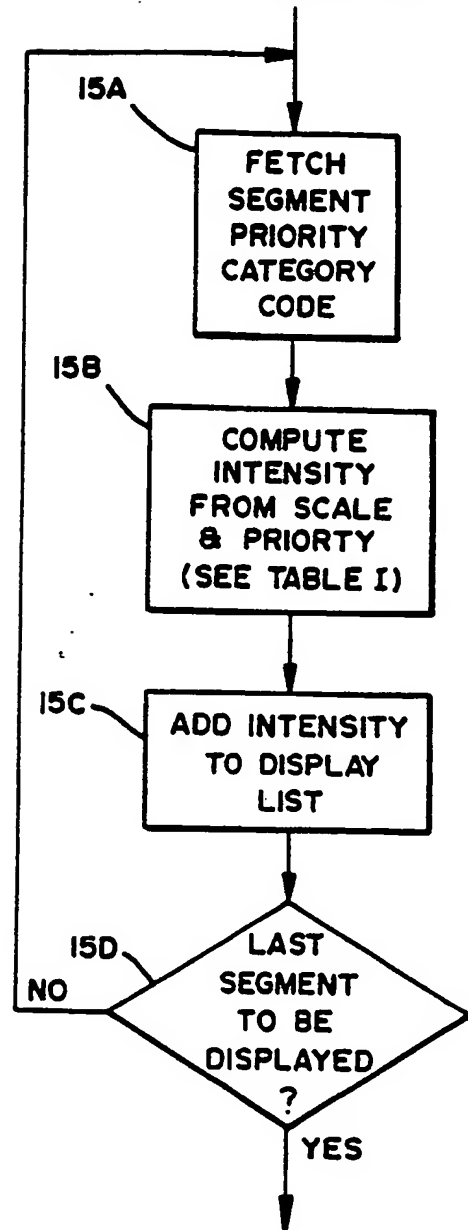 15A
FETCH
SEGMENT
PRIORITY
CATEGORY
CODE
15B
COMPUTE
INTENSITY
FROM SCALE
& PRIORTY
(SEE TABLE I)
15C
ADD INTENSITY
TO DISPLAY
LIST
15D
LAST
SEGMENT
TO BE
DISPLAYED
?
NO
YES